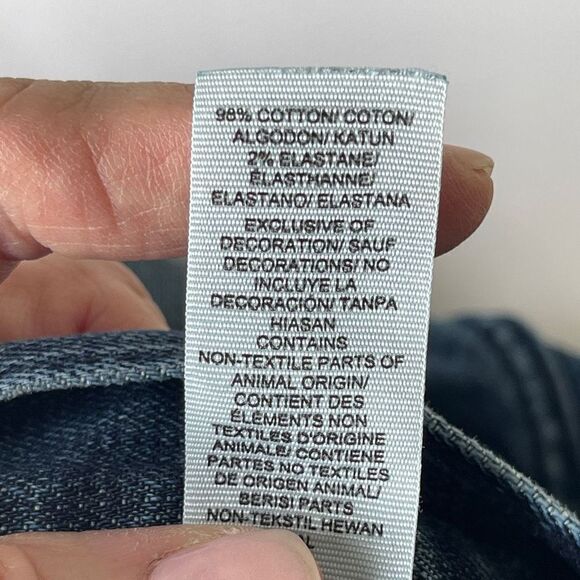 98% COTTON/ COTON/
ALGODON/ KATUN
2% ELASTANE/
ÉLASTHANNE/
ELASTANO/ ELASTANA
EXCLUSIVE OF
DECORATION/ SAUF
DECORATIONS/ NO
INCLUYE LA
DECORACIÓN/ TANPA
HIASAN
CONTAINS
NON-TEXTILE PARTS OF
ANIMAL ORIGIN/
CONTIENT DES
ÉLÉMENTS NON
TEXTILES D'ORIGINE
ANIMALE/ CONTIENE
PARTES NO TEXTILES
DE ORIGEN ANIMAL/
BERISI PARTS
NON-TEKSTIL HEWAN